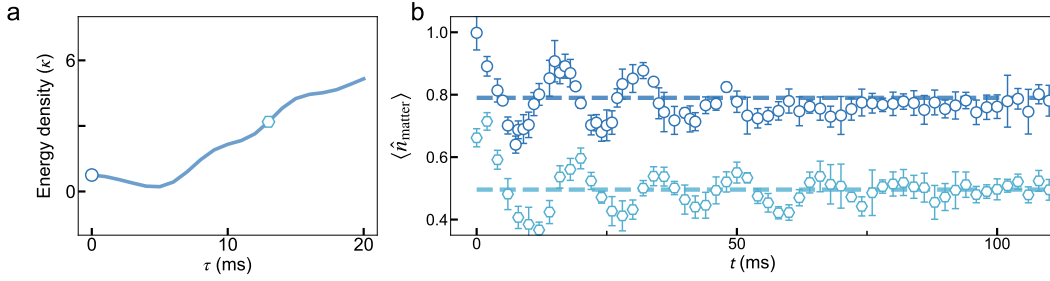 a
b
Energy density (κ)
6
0
0
10
20
τ (ms)
⟨n̂matter⟩
1.0
0.8
0.6
0.4
0
50
100
t (ms)